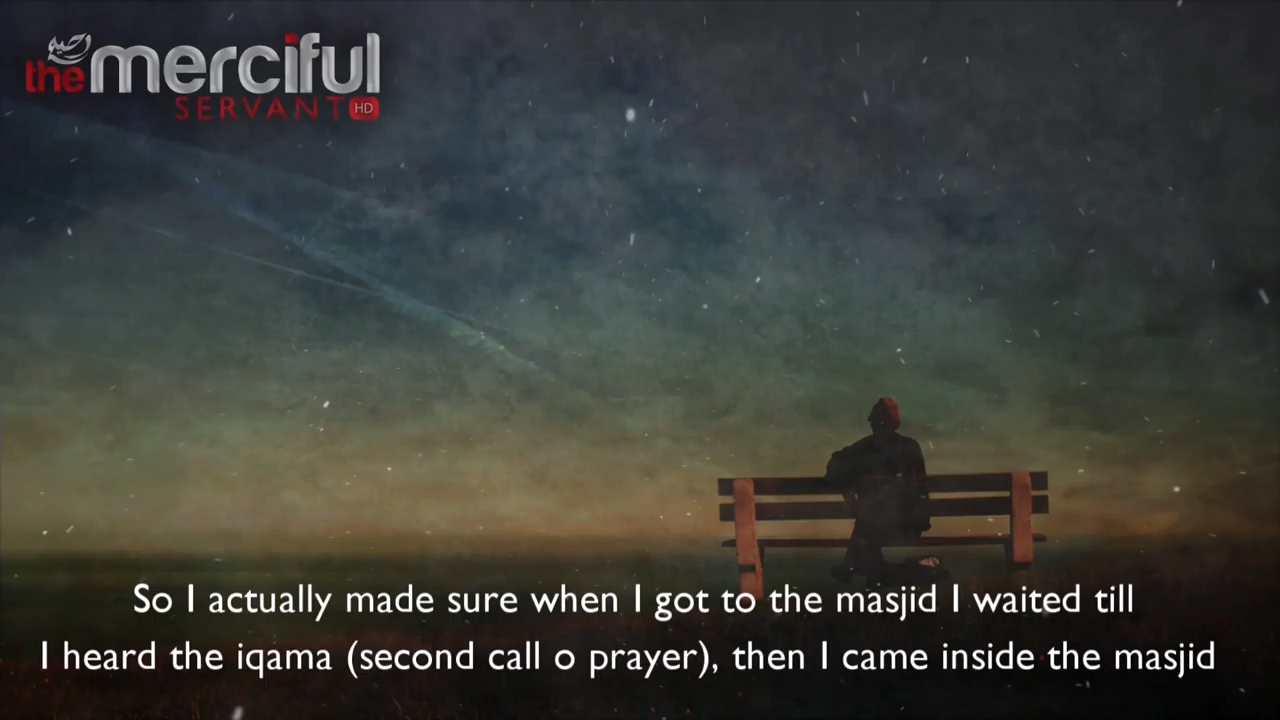 the merciful
SERVANT HD
So I actually made sure when I got to the masjid I waited till
I heard the iqama (second call o prayer), then I came inside the masjid